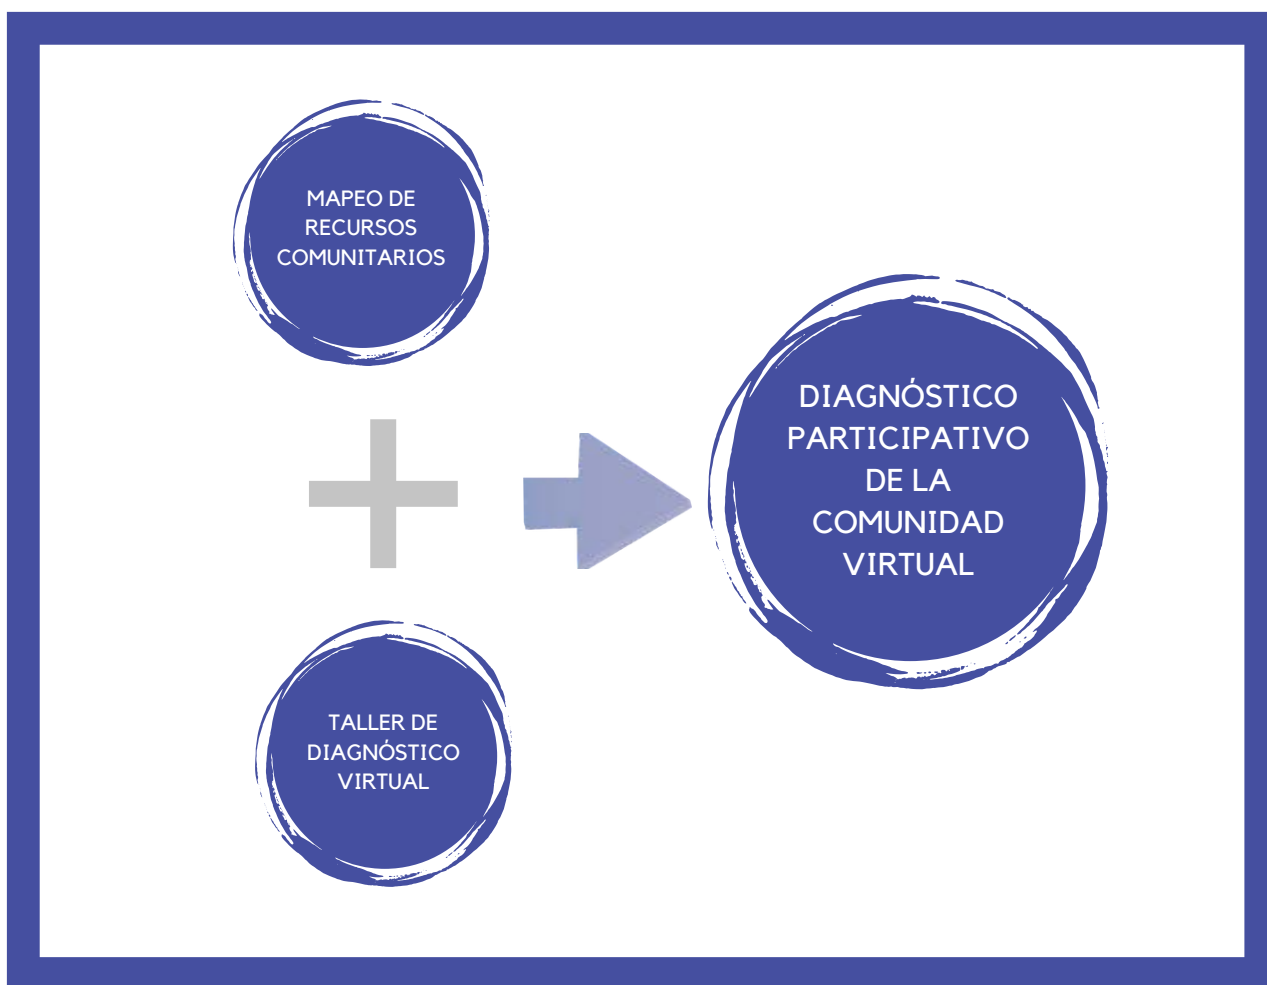 MAPEO DE
RECURSOS
COMUNITARIOS
TALLER DE
DIAGNÓSTICO
VIRTUAL
DIAGNÓSTICO
PARTICIPATIVO
DE LA
COMUNIDAD
VIRTUAL